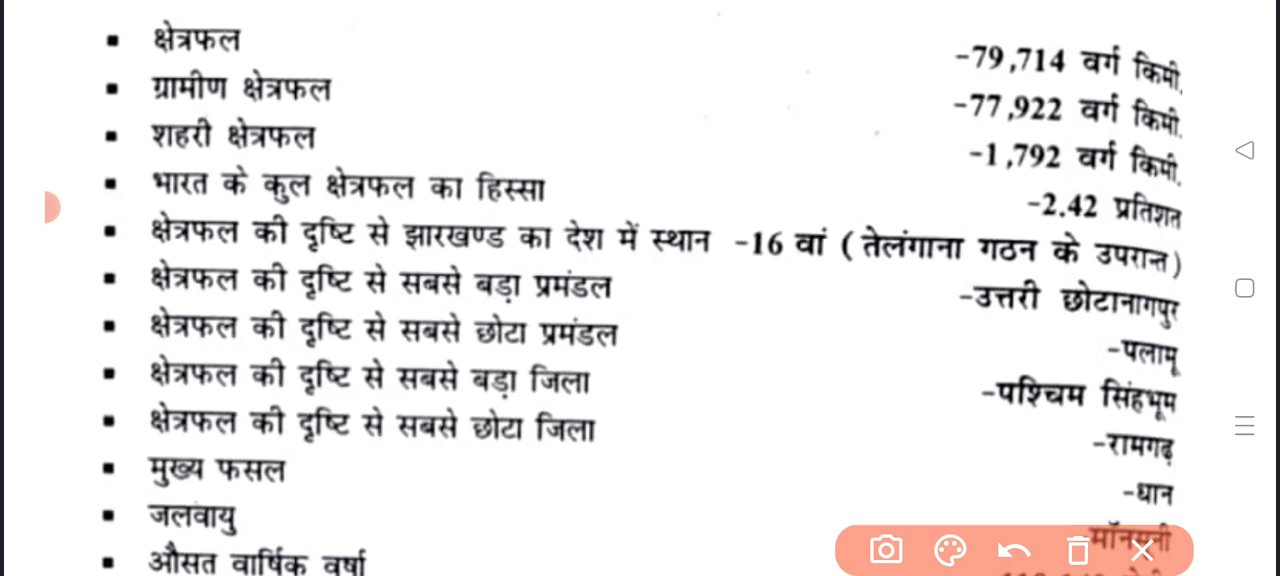 ▪ क्षेत्रफल -79,714 वर्ग किमी.
▪ ग्रामीण क्षेत्रफल -77,922 वर्ग किमी.
▪ शहरी क्षेत्रफल -1,792 वर्ग किमी.
▪ भारत के कुल क्षेत्रफल का हिस्सा -2.42 प्रतिशत
▪ क्षेत्रफल की दृष्टि से झारखण्ड का देश में स्थान -16 वां (तेलंगाना गठन के उपरान्त)
▪ क्षेत्रफल की दृष्टि से सबसे बड़ा प्रमंडल -उत्तरी छोटानागपुर
▪ क्षेत्रफल की दृष्टि से सबसे छोटा प्रमंडल -पलामू
▪ क्षेत्रफल की दृष्टि से सबसे बड़ा जिला -पश्चिम सिंहभूम
▪ क्षेत्रफल की दृष्टि से सबसे छोटा जिला -रामगढ़
▪ मुख्य फसल -धान
▪ जलवायु
▪ औसत वार्षिक वर्षा